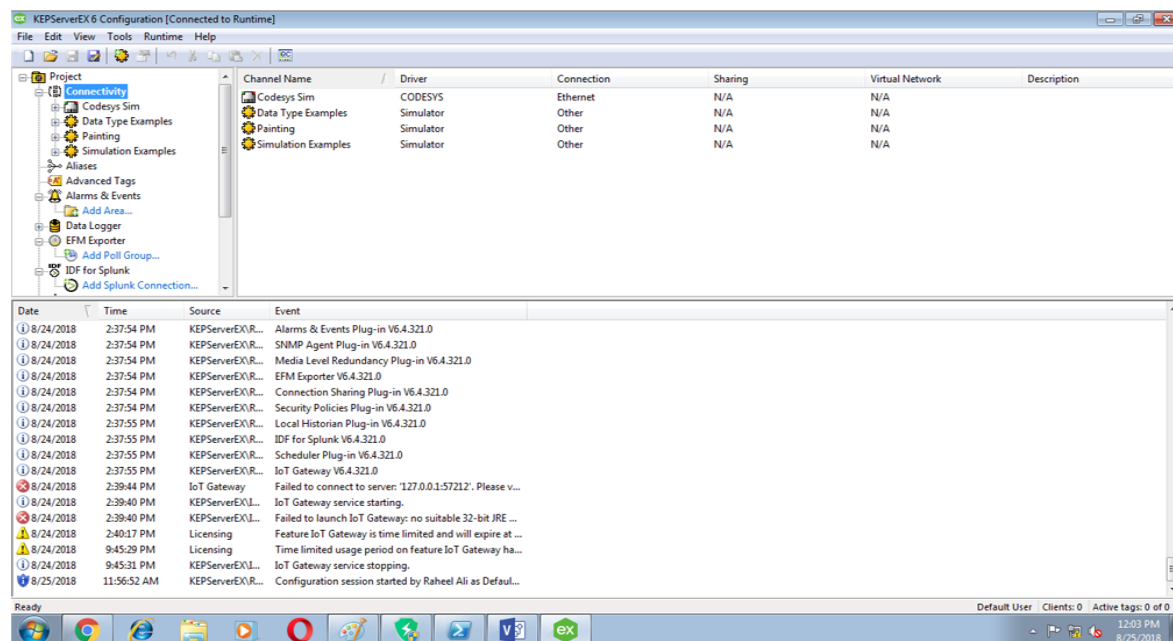 KEPServerEX 6 Configuration [Connected to Runtime]
File Edit View Tools Runtime Help
Project
Connectivity
Codesys Sim
Data Type Examples
Painting
Simulation Examples
Aliases
Advanced Tags
Alarms & Events
Add Area...
Data Logger
EFM Exporter
Add Poll Group...
IDF for Splunk
Add Splunk Connection...
Channel Name Driver Connection Sharing Virtual Network Description
Codesys Sim CODESYS Ethernet N/A N/A
Data Type Examples Simulator Other N/A N/A
Painting Simulator Other N/A N/A
Simulation Examples Simulator Other N/A N/A
Date Time Source Event
8/24/2018 2:37:54 PM KEPServerEX\R... Alarms & Events Plug-in V6.4.321.0
8/24/2018 2:37:54 PM KEPServerEX\R... SNMP Agent Plug-in V6.4.321.0
8/24/2018 2:37:54 PM KEPServerEX\R... Media Level Redundancy Plug-in V6.4.321.0
8/24/2018 2:37:54 PM KEPServerEX\R... EFM Exporter V6.4.321.0
8/24/2018 2:37:54 PM KEPServerEX\R... Connection Sharing Plug-in V6.4.321.0
8/24/2018 2:37:54 PM KEPServerEX\R... Security Policies Plug-in V6.4.321.0
8/24/2018 2:37:55 PM KEPServerEX\R... Local Historian Plug-in V6.4.321.0
8/24/2018 2:37:55 PM KEPServerEX\R... IDF for Splunk V6.4.321.0
8/24/2018 2:37:55 PM KEPServerEX\R... Scheduler Plug-in V6.4.321.0
8/24/2018 2:37:55 PM KEPServerEX\R... IoT Gateway V6.4.321.0
8/24/2018 2:39:44 PM IoT Gateway Failed to connect to server: '127.0.0.1:57212'. Please v...
8/24/2018 2:39:40 PM KEPServerEX\I... IoT Gateway service starting.
8/24/2018 2:39:40 PM KEPServerEX\I... Failed to launch IoT Gateway: no suitable 32-bit JRE ...
8/24/2018 2:40:17 PM Licensing Feature IoT Gateway is time limited and will expire at ...
8/24/2018 9:45:29 PM Licensing Time limited usage period on feature IoT Gateway ha...
8/24/2018 9:45:31 PM KEPServerEX\I... IoT Gateway service stopping.
8/25/2018 11:56:52 AM KEPServerEX\R... Configuration session started by Raheel Ali as Defaul...
Ready Default User Clients: 0 Active tags: 0 of 0
ex
12:03 PM
8/25/2018